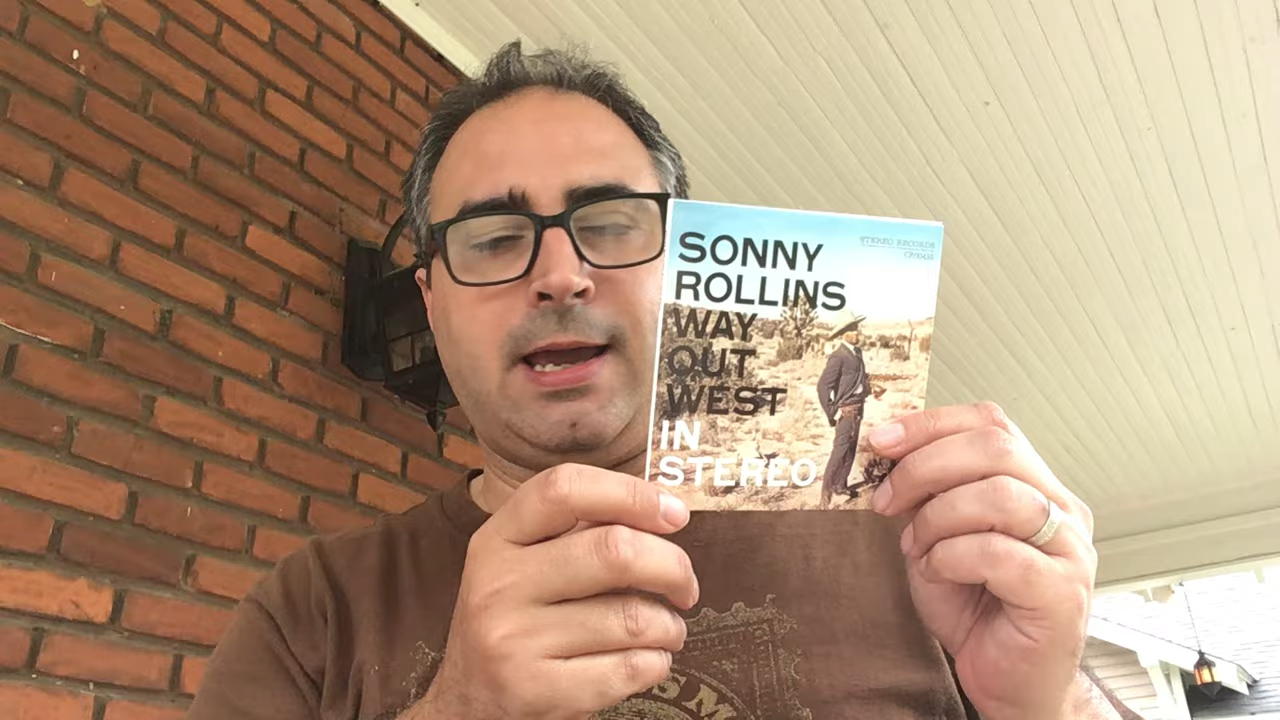 SONNY
ROLLINS
WAY
OUT
WEST
IN
STEREO
STEREO RECORDS